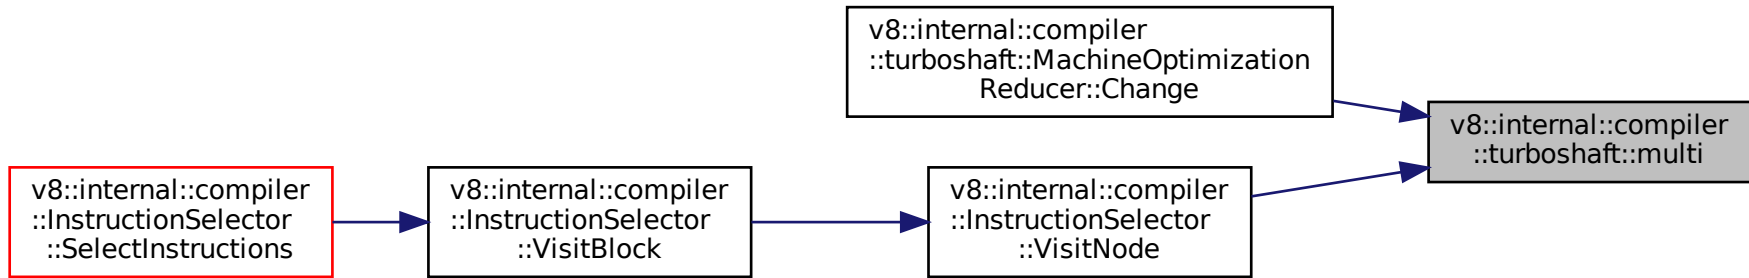 v8::internal::compiler
::turboshaft::MachineOptimization
Reducer::Change
v8::internal::compiler
::turboshaft::multi
v8::internal::compiler
::InstructionSelector
::SelectInstructions
v8::internal::compiler
::InstructionSelector
::VisitBlock
v8::internal::compiler
::InstructionSelector
::VisitNode